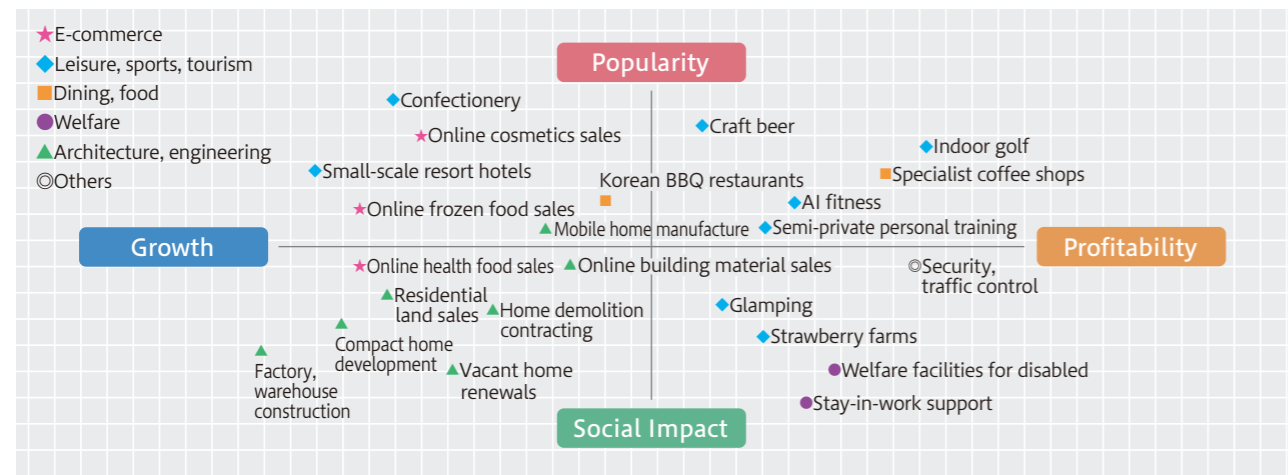 ★E-commerce
◆Leisure, sports, tourism
■Dining, food
●Welfare
▲Architecture, engineering
◎Others
Popularity
◆Confectionery
◆Craft beer
★Online cosmetics sales
◆Indoor golf
◆Small-scale resort hotels
■Specialist coffee shops
Korean BBQ restaurants
■
◆AI fitness
★Online frozen food sales
▲Mobile home manufacture
◆Semi-private personal training
Growth
Profitability
★Online health food sales
▲Online building material sales
◎Security,
traffic control
▲Residential
land sales
▲Home demolition
contracting
◆Glamping
▲
Compact home
development
◆Strawberry farms
▲
Factory,
warehouse
construction
▲Vacant home
renewals
●Welfare facilities for disabled
●Stay-in-work support
Social Impact